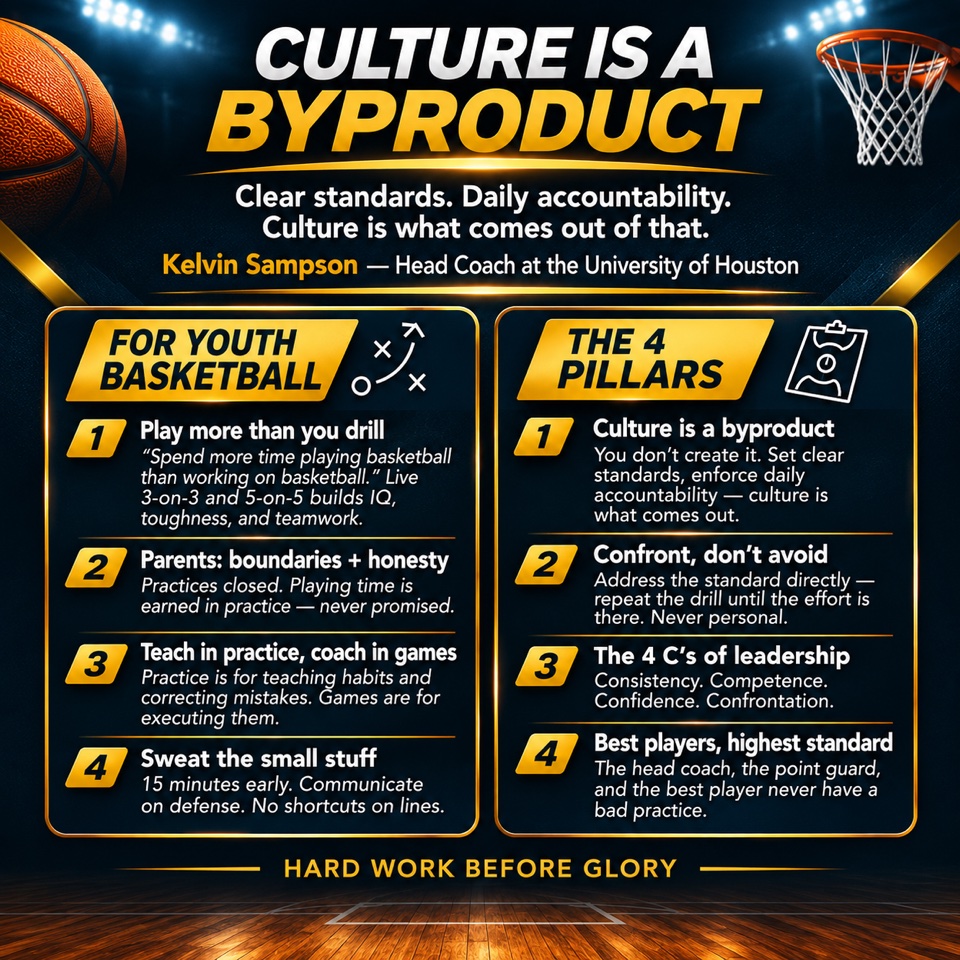 CULTURE IS A
BYPRODUCT
Clear standards. Daily accountability.
Culture is what comes out of that.
Kelvin Sampson — Head Coach at the University of Houston
FOR YOUTH
BASKETBALL
1
Play more than you drill
“Spend more time playing basketball
than working on basketball.” Live
3-on-3 and 5-on-5 builds IQ,
toughness, and teamwork.
2
Parents: boundaries + honesty
Practices closed. Playing time is
earned in practice — never promised.
3
Teach in practice, coach in games
Practice is for teaching habits and
correcting mistakes. Games are for
executing them.
4
Sweat the small stuff
15 minutes early. Communicate
on defense. No shortcuts on lines.
THE 4
PILLARS
1
Culture is a byproduct
You don’t create it. Set clear
standards, enforce daily
accountability — culture is
what comes out.
2
Confront, don’t avoid
Address the standard directly —
repeat the drill until the effort is
there. Never personal.
3
The 4 C’s of leadership
Consistency. Competence.
Confidence. Confrontation.
4
Best players, highest standard
The head coach, the point guard,
and the best player never have a
bad practice.
HARD WORK BEFORE GLORY